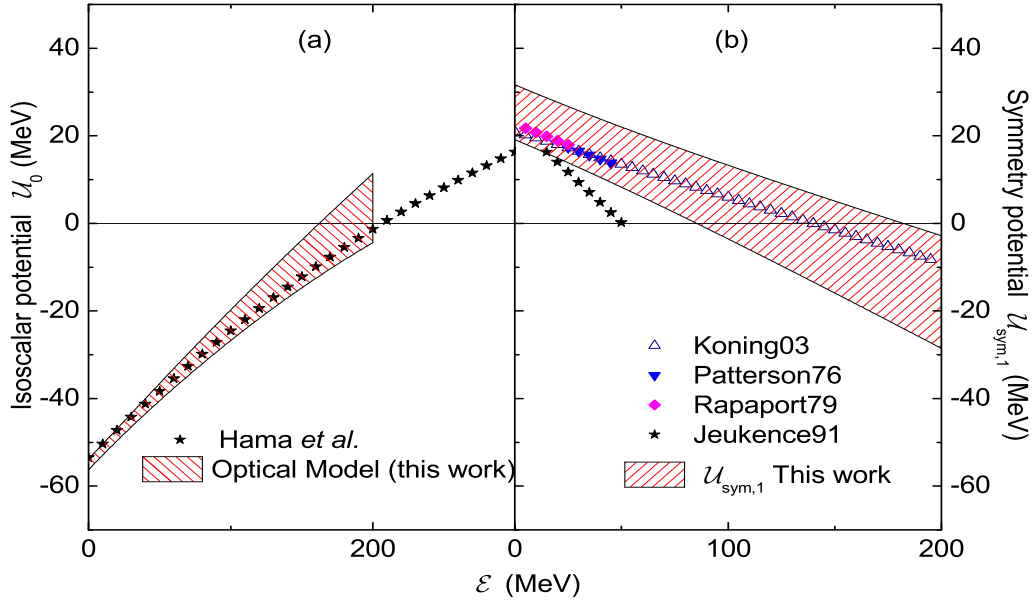 (a)
(b)
Isoscalar potential 𝒰0 (MeV)
40
20
0
-20
-40
-60
Hama et al.
Optical Model (this work)
0
200
Koning03
Patterson76
Rapaport79
Jeukence91
𝒰sym,1 This work
0
100
200
40
20
0
-20
-40
-60
Symmetry potential 𝒰sym,1 (MeV)
ℰ (MeV)